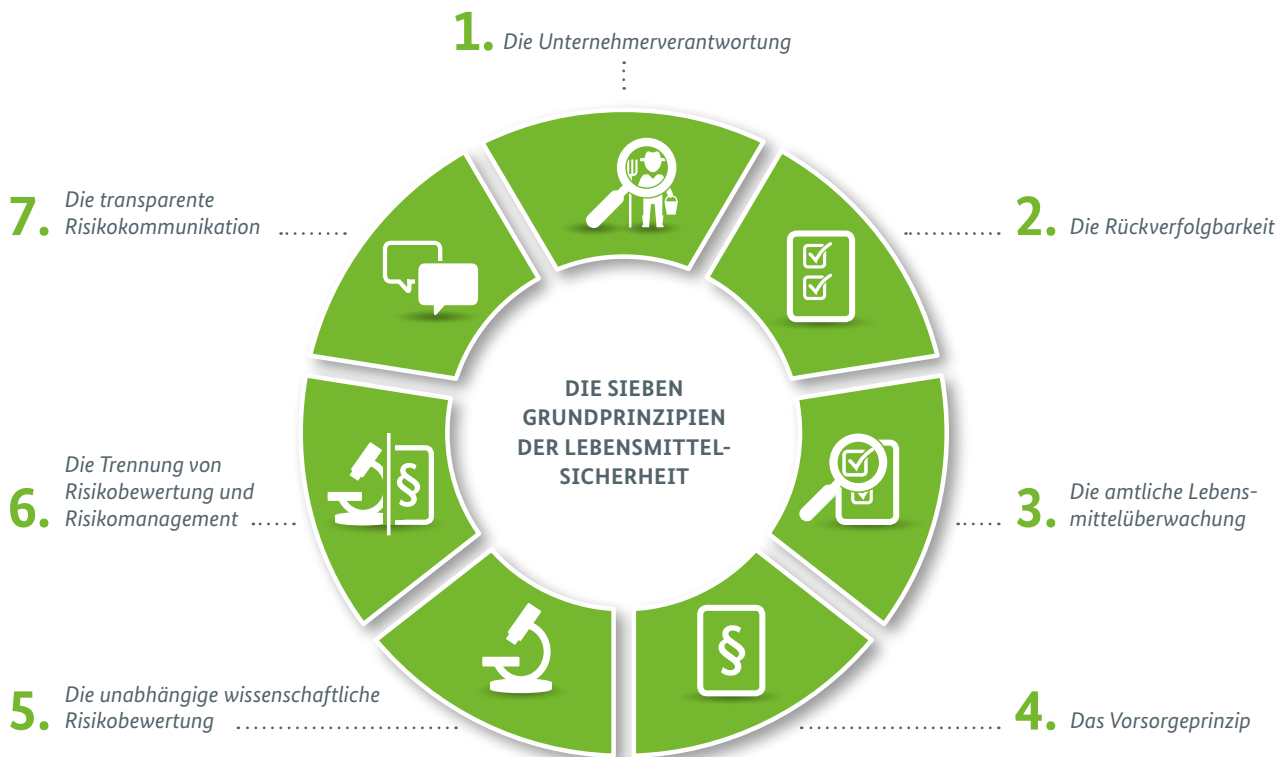 1. Die Unternehmerverantwortung
2. Die Rückverfolgbarkeit
3. Die amtliche Lebens-
mittelüberwachung
4. Das Vorsorgeprinzip
5. Die unabhängige wissenschaftliche
Risikobewertung
6. Die Trennung von
Risikobewertung und
Risikomanagement
7. Die transparente
Risikokommunikation
DIE SIEBEN
GRUNDPRINZIPIEN
DER LEBENSMITTEL-
SICHERHEIT
§
§